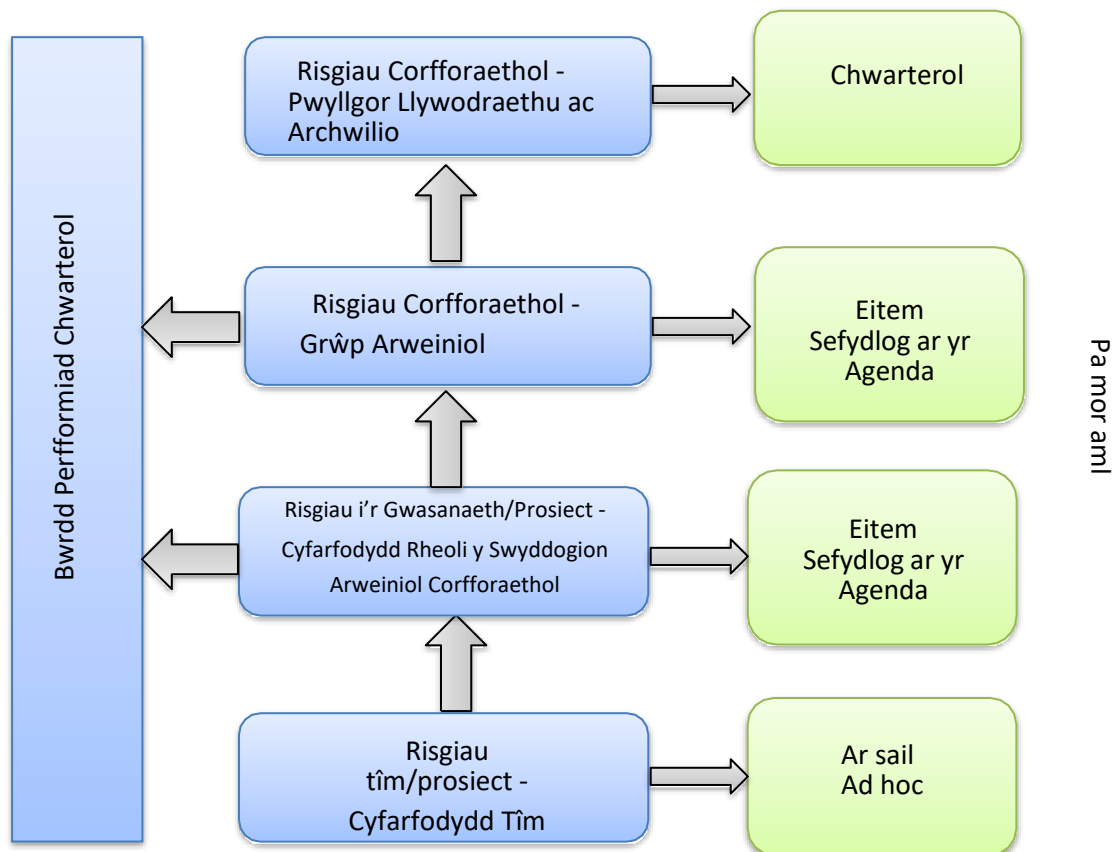 Bwrdd Perfformiad Chwarterol
Risgiau Corfforaethol -
Pwyllgor Llywodraethu ac
Archwilio
Chwarterol
Risgiau Corfforaethol -
Grŵp Arweiniol
Eitem
Sefydlog ar yr
Agenda
Risgiau i'r Gwasanaeth/Prosiect -
Cyfarfodydd Rheoli y Swyddogion
Arweiniol Corfforaethol
Eitem
Sefydlog ar yr
Agenda
Risgiau
tîm/prosiect -
Cyfarfodydd Tîm
Ar sail
Ad hoc
Pa mor aml